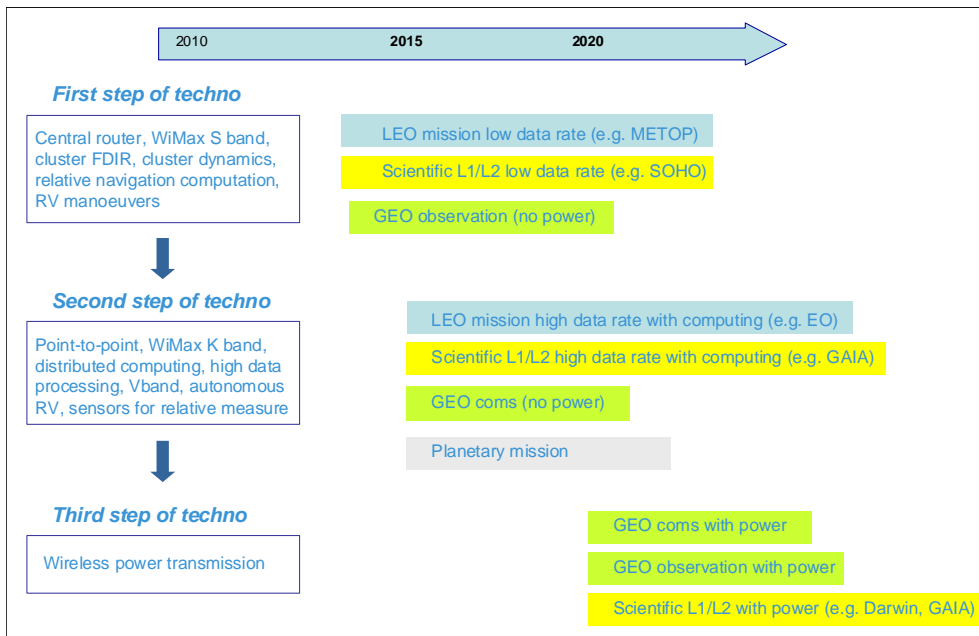 2010 2015 2020
First step of techno
Central router, WiMax S band,
cluster FDIR, cluster dynamics,
relative navigation computation,
RV manoeuvers
LEO mission low data rate (e.g. METOP)
Scientific L1/L2 low data rate (e.g. SOHO)
GEO observation (no power)
Second step of techno
Point-to-point, WiMax K band,
distributed computing, high data
processing, Vband, autonomous
RV, sensors for relative measure
LEO mission high data rate with computing (e.g. EO)
Scientific L1/L2 high data rate with computing (e.g. GAIA)
GEO coms (no power)
Planetary mission
Third step of techno
Wireless power transmission
GEO coms with power
GEO observation with power
Scientific L1/L2 with power (e.g. Darwin, GAIA)